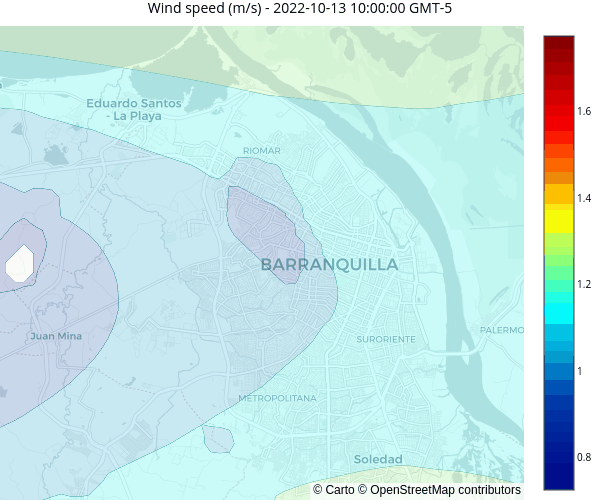 Wind speed (m/s) - 2022-10-13 10:00:00 GMT-5
Eduardo Santos
- La Playa
RIOMAR
BARRANQUILLA
Juan Mina
SURORIENTE
PALERMO
METROPOLITANA
Soledad
© Carto © OpenStreetMap contributors
1.6
1.4
1.2
1
0.8